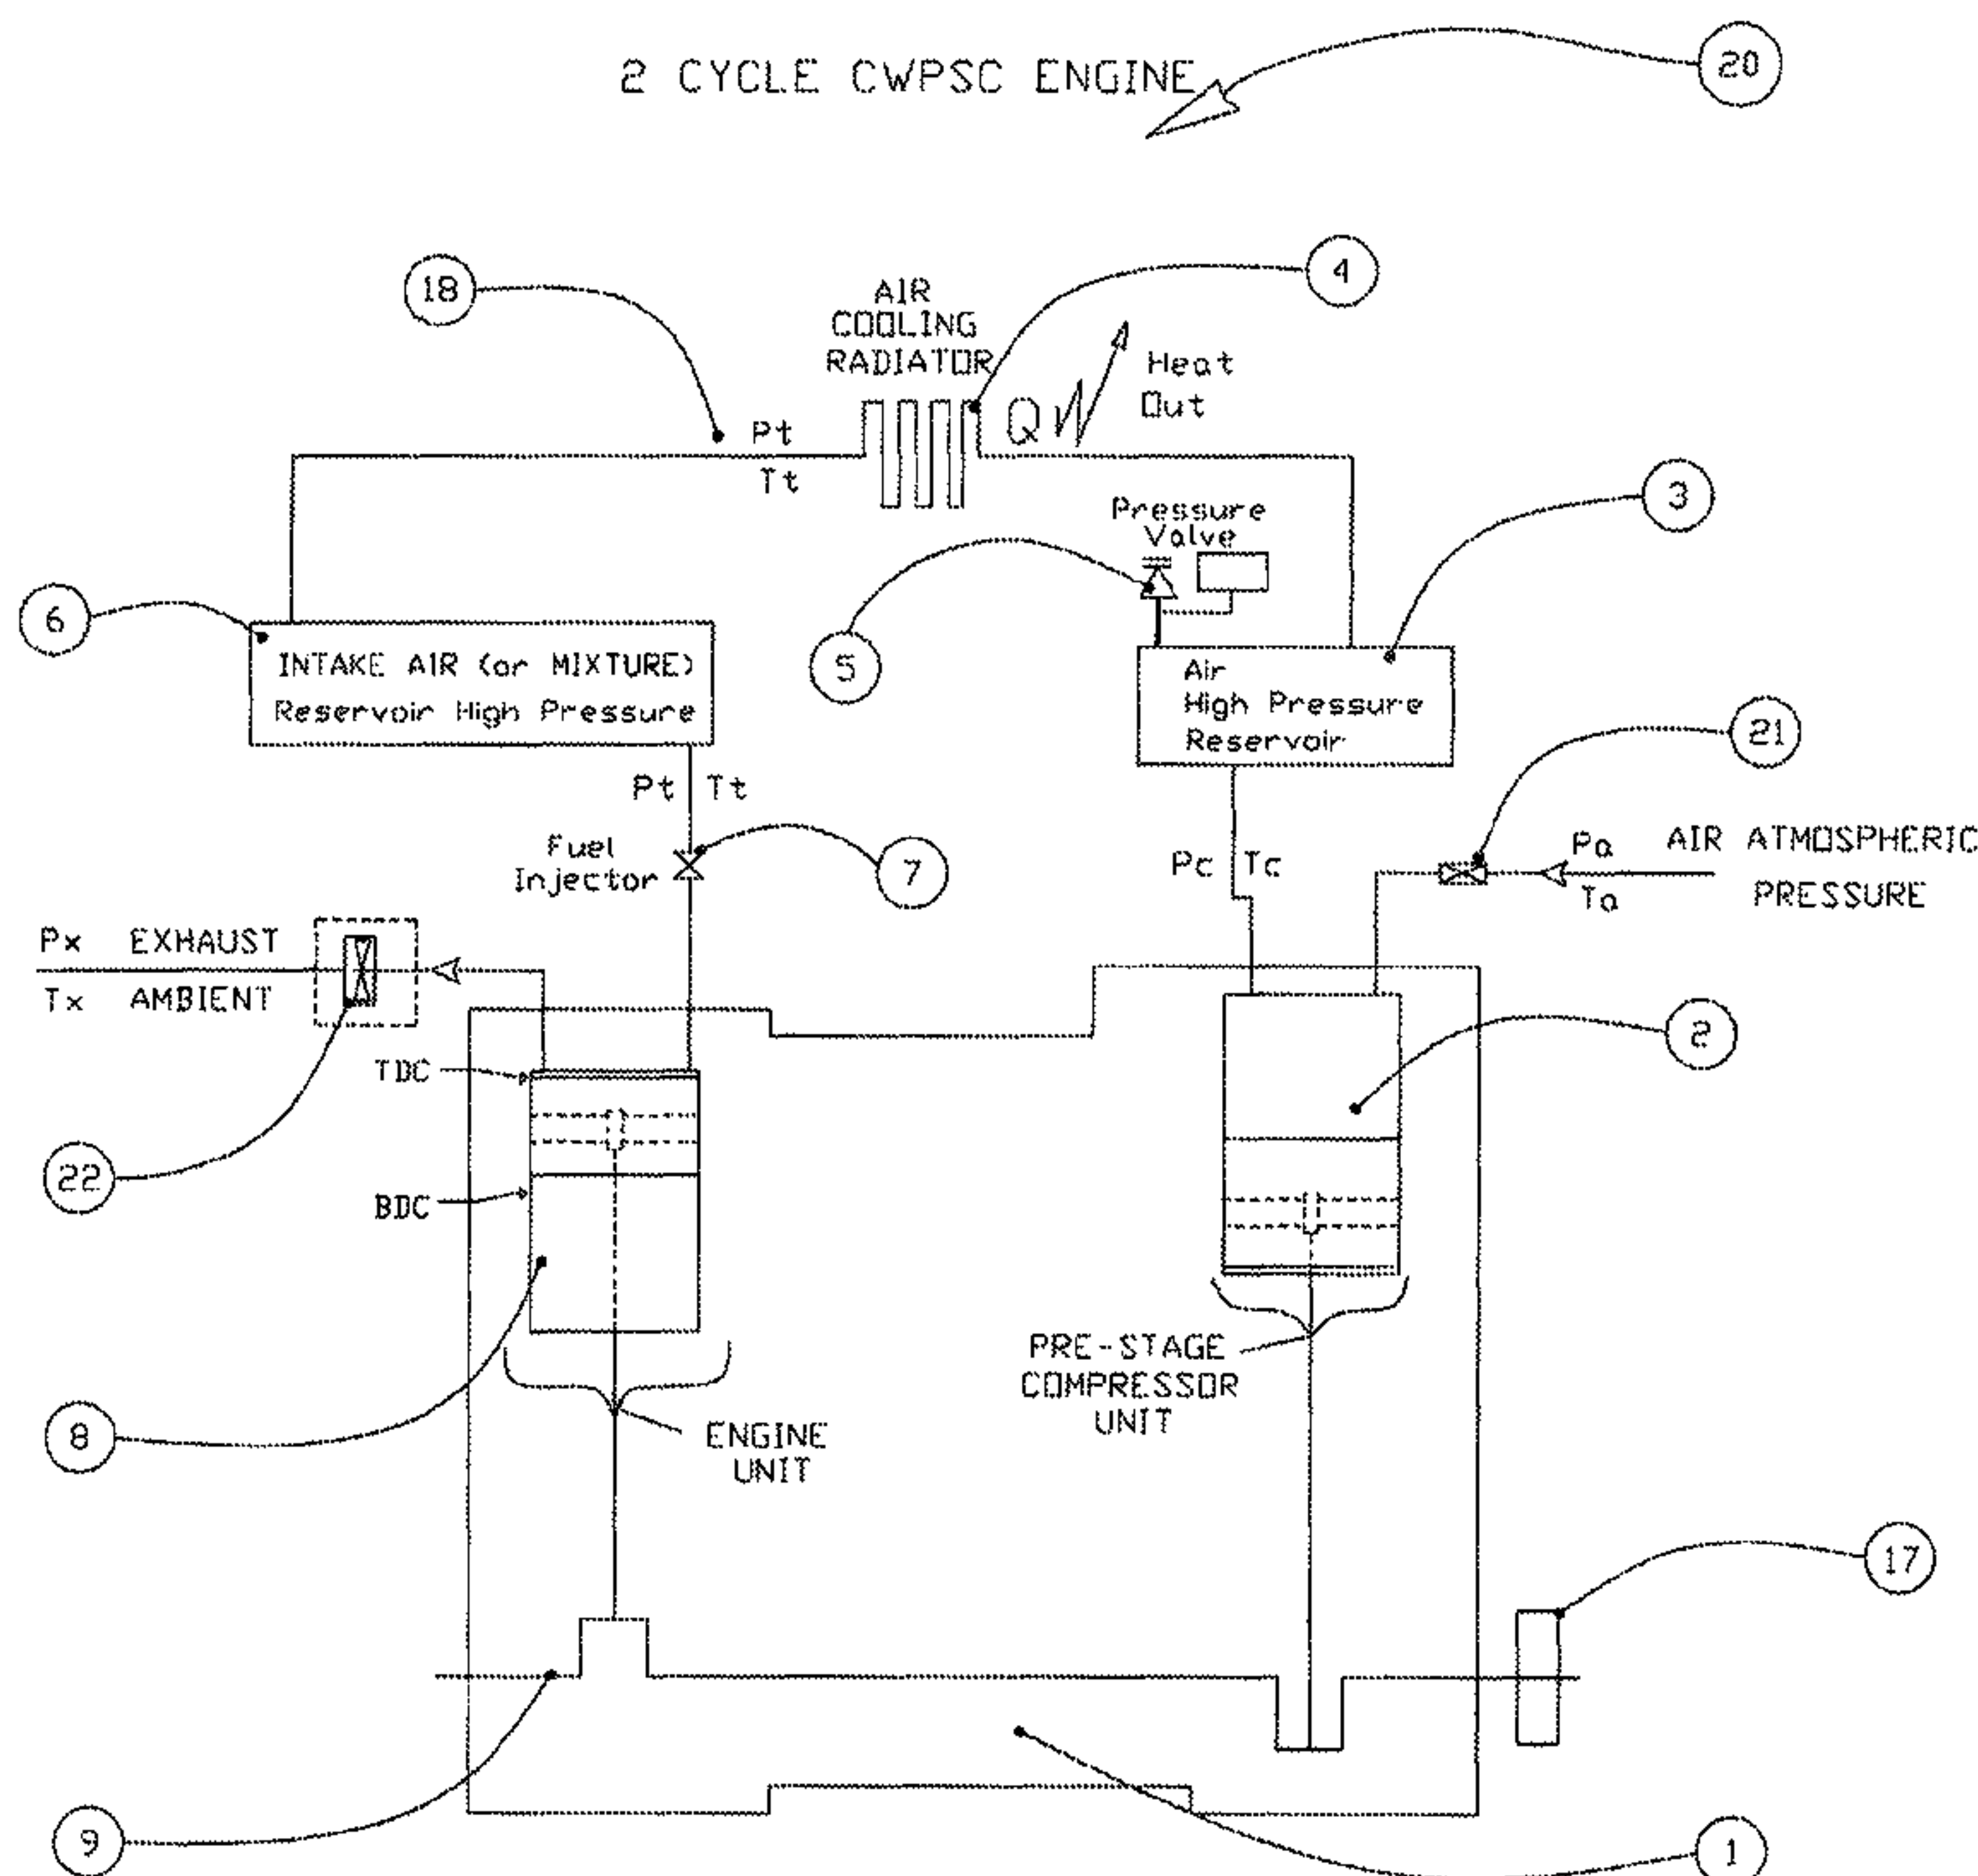 2 CYCLE CWPSC ENGINE
20
18
4
AIR
COOLING
RADIATOR
Q
Heat
Out
Pt
Tt
3
Pressure
Valve
6
5
INTAKE AIR (or MIXTURE)
Reservoir High Pressure
Air
High Pressure
Reservoir
21
Pt Tt
Fuel
Injector
7
Pc Tc
Pa
Ta
AIR ATMOSPHERIC
PRESSURE
Px EXHAUST
Tx AMBIENT
2
TDC
22
BDC
PRE-STAGE
COMPRESSOR
UNIT
8
ENGINE
UNIT
17
9
1